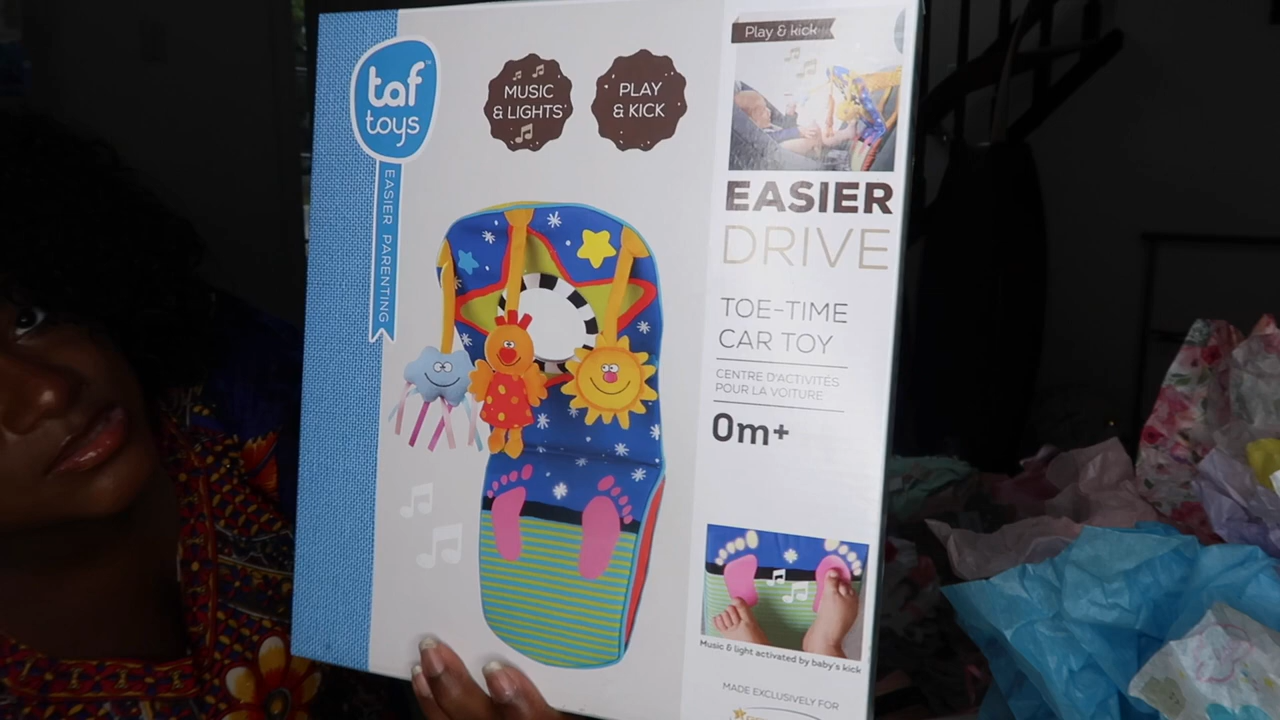 taf
toys
EASIER PARENTING
MUSIC
& LIGHTS
PLAY
& KICK
Play & kick
EASIER
DRIVE
TOE-TIME
CAR TOY
CENTRE D'ACTIVITÉS
POUR LA VOITURE
0m+
Music & light activated by baby's kick
MADE EXCLUSIVELY FOR